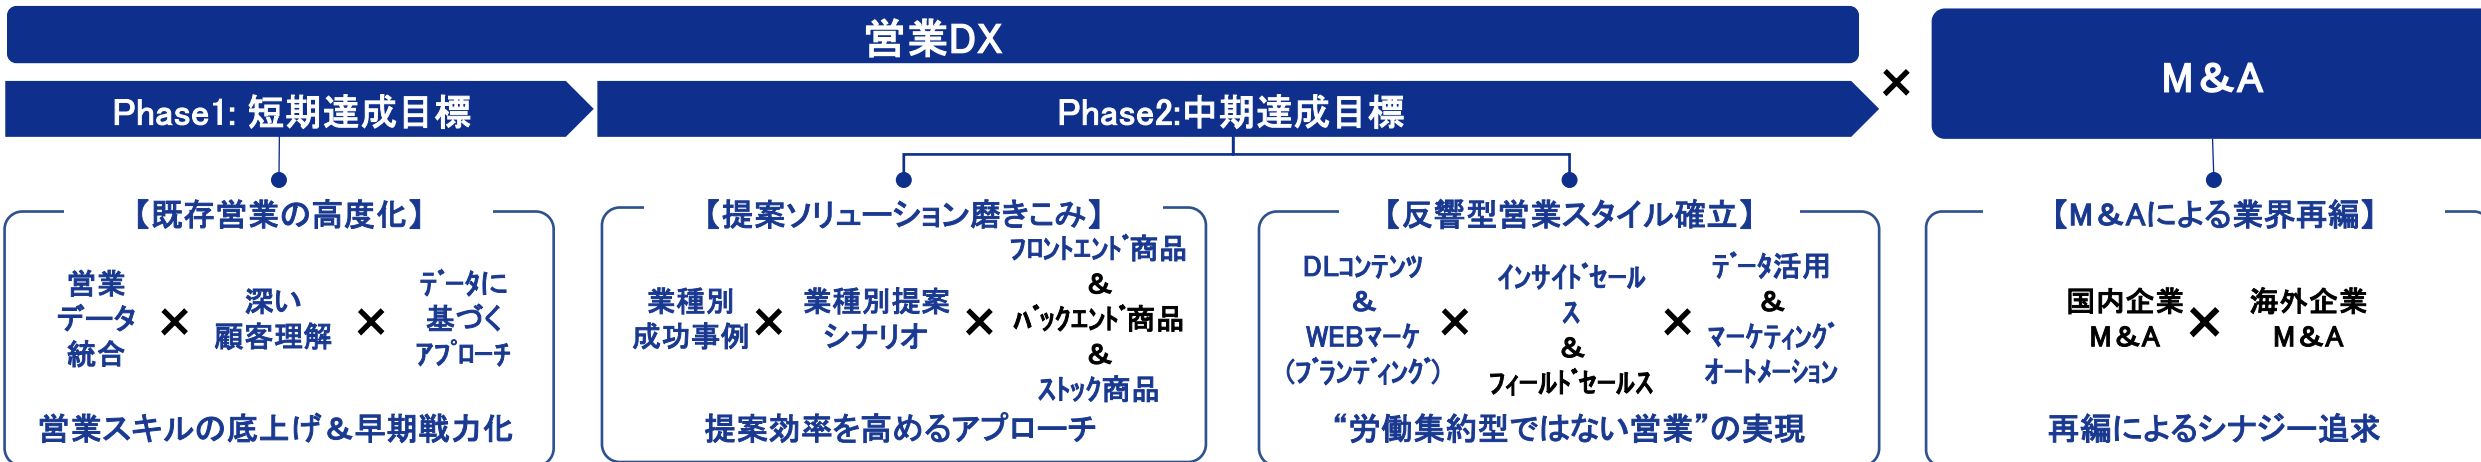 営業DX
×
M&A
Phase1: 短期達成目標
Phase2:中期達成目標
【既存営業の高度化】
営業
データ
統合
×
深い
顧客理解
×
データに
基づく
アプローチ
営業スキルの底上げ&早期戦力化
【提案ソリューション磨きこみ】
業種別
成功事例
×
業種別提案
シナリオ
×
フロントエンド商品
&
バックエンド商品
&
ストック商品
提案効率を高めるアプローチ
【反響型営業スタイル確立】
DLコンテンツ
&
WEBマーケ
(ブランディング)
×
インサイドセール
ス
&
フィールドセールス
×
データ活用
&
マーケティング
オートメーション
“労働集約型ではない営業”の実現
【M&Aによる業界再編】
国内企業
M&A
×
海外企業
M&A
再編によるシナジー追求